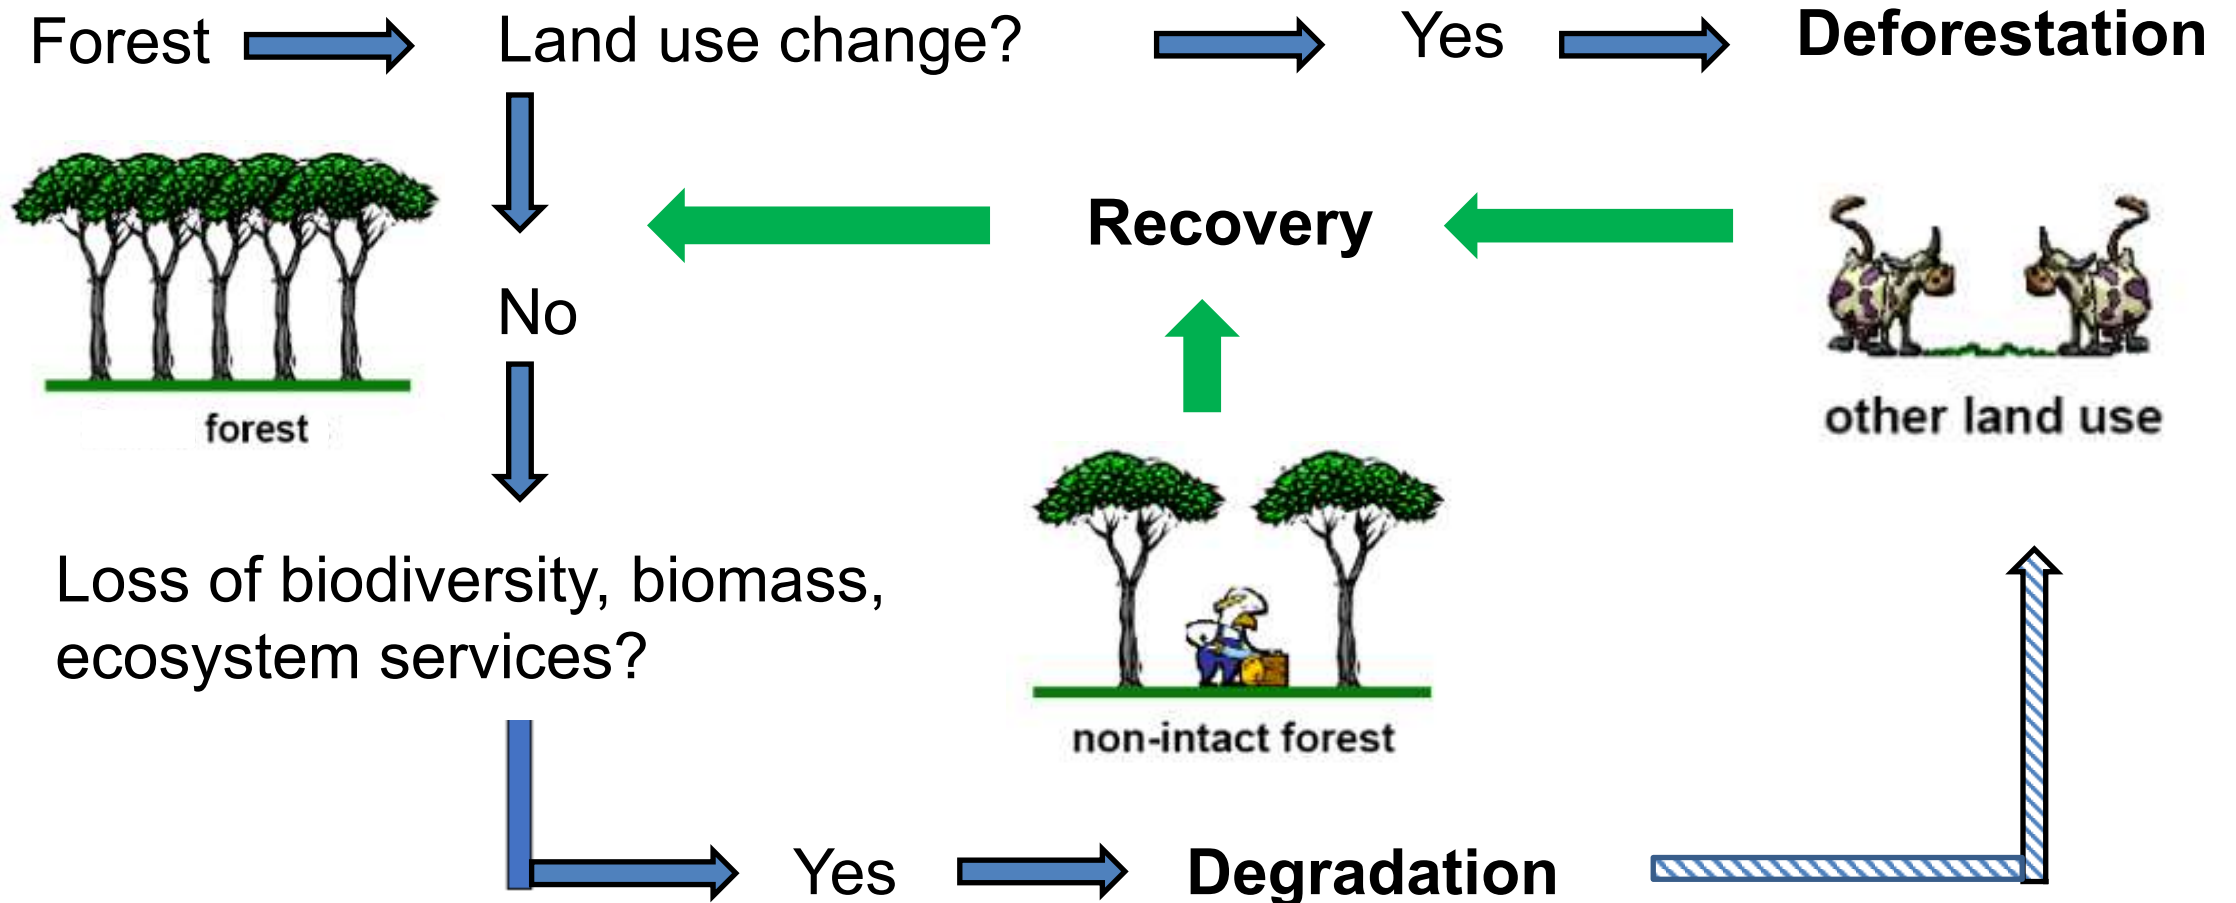 Forest
Land use change?
Yes
Deforestation
Recovery
No
forest
other land use
Loss of biodiversity, biomass,
ecosystem services?
non-intact forest
Yes
Degradation